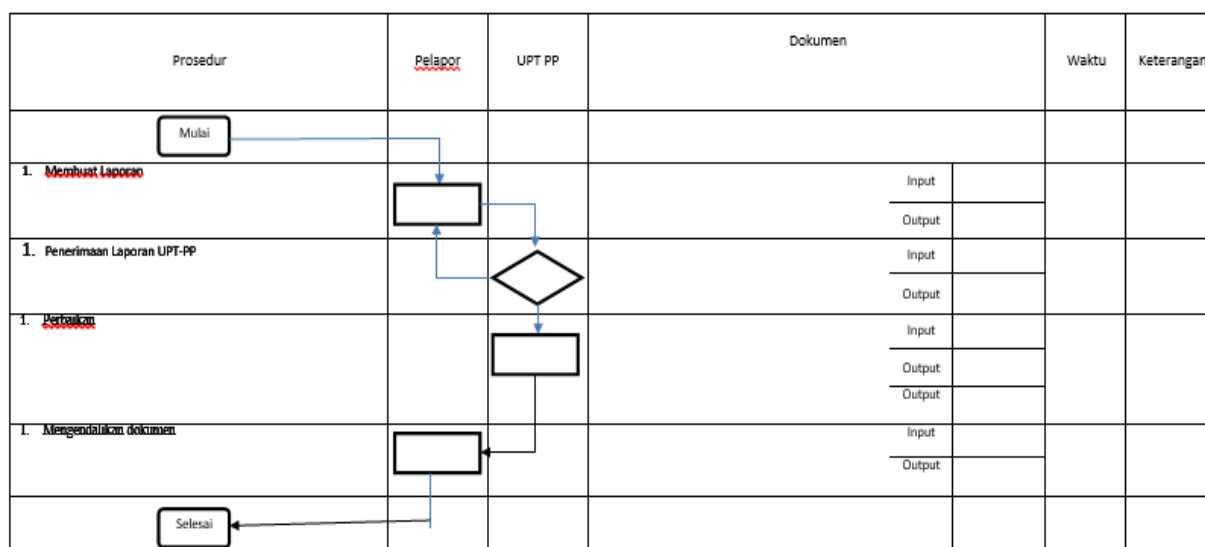 Prosedur
Pelapor
UPT PP
Dokumen
Waktu
Keterangan
Mulai
1. Membuat Laporan
Input
Output
1. Penerimaan Laporan UPT-PP
Input
Output
1. Perbaikan
Input
Output
Output
1. Mengendalikan dokumen
Input
Output
Selesai